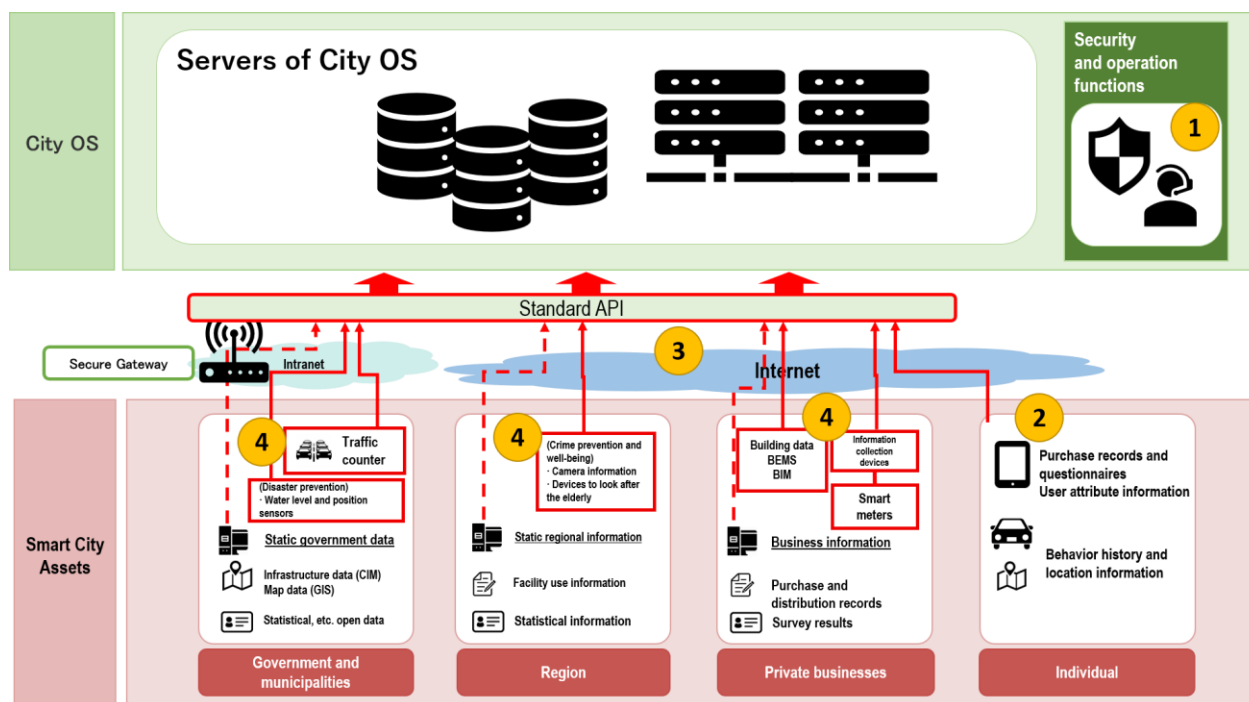 Servers of City OS
Security
and operation
functions
1
City OS
Standard API
Secure Gateway
Intranet
3
Internet
4
Traffic
counter
(Disaster prevention)
· Water level and position
sensors
Static government data
Infrastructure data (CIM)
Map data (GIS)
Statistical, etc. open data
Government and
municipalities
4
(Crime prevention and
well-being)
· Camera information
· Devices to look after
the elderly
Static regional information
Facility use information
Statistical information
Region
4
Building data
BEMS
BIM
Information
collection
devices
Smart
meters
Business information
Purchase and
distribution records
Survey results
Private businesses
2
Purchase records and
questionnaires
User attribute information
Behavior history and
location information
Individual
Smart City
Assets